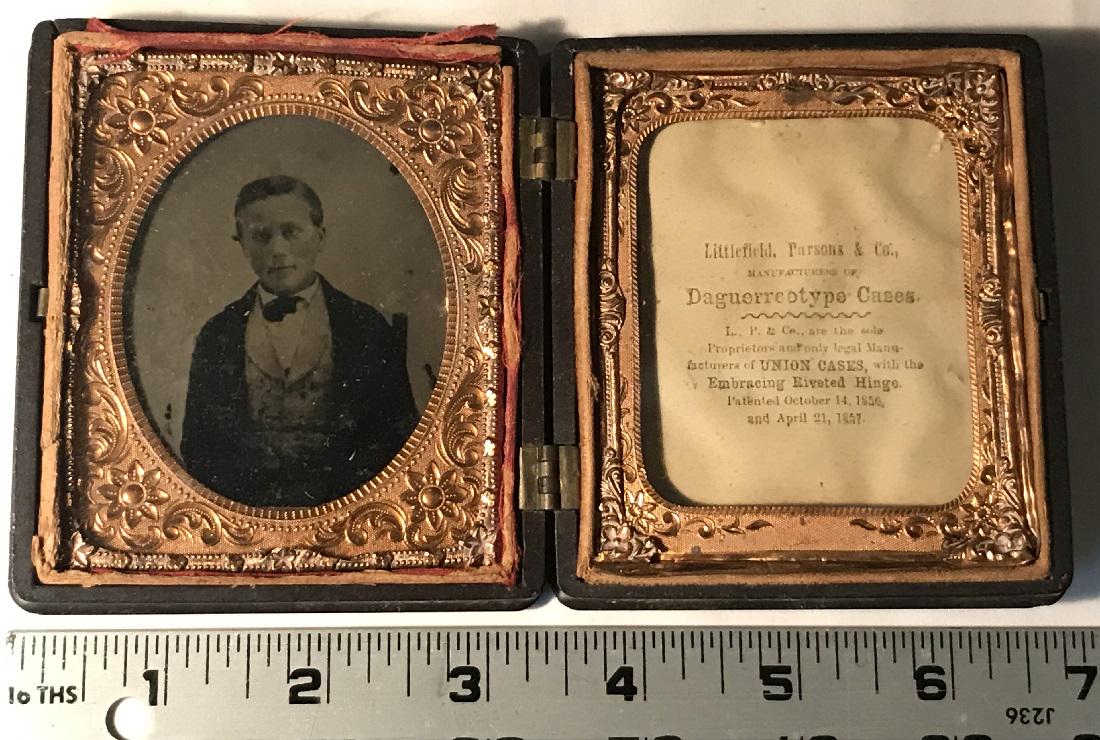 Littlefield, Parsons & Co.,
MANUFACTURERS OF
Daguerreotype Cases.
L. P. & Co., are the sole
Proprietors and only legal Manu-
facturers of UNION CASES, with the
Embracing Riveted Hinge.
Patented October 14, 1856,
and April 21, 1857.
16 THS 1 2 3 4 5 6 7
J236